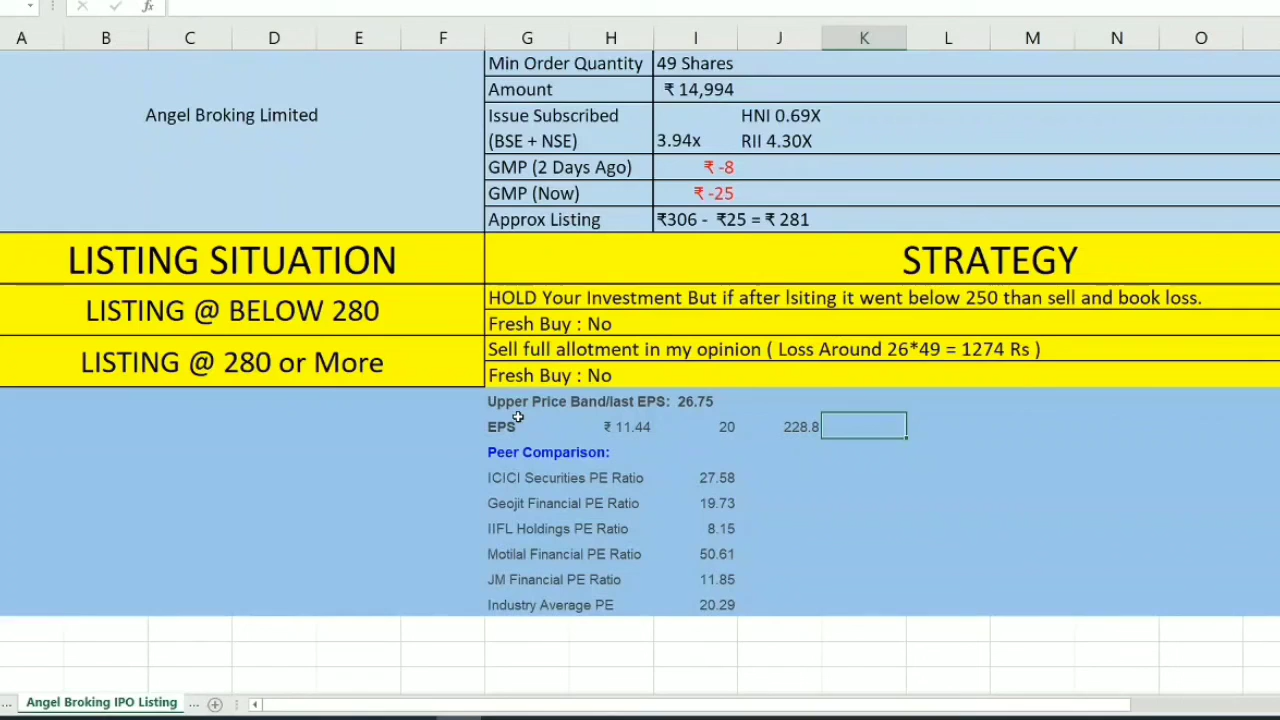 fx
A B C D E F G H I J K L M N O
Min Order Quantity 49 Shares
Amount ₹ 14,994
Angel Broking Limited
Issue Subscribed HNI 0.69X
(BSE + NSE) 3.94x RII 4.30X
GMP (2 Days Ago) ₹ -8
GMP (Now) ₹ -25
Approx Listing ₹306 - ₹25 = ₹ 281
LISTING SITUATION STRATEGY
LISTING @ BELOW 280
HOLD Your Investment But if after lsiting it went below 250 than sell and book loss.
Fresh Buy : No
LISTING @ 280 or More
Sell full allotment in my opinion ( Loss Around 26*49 = 1274 Rs )
Fresh Buy : No
Upper Price Band/last EPS: 26.75
EPS ₹ 11.44 20 228.8
Peer Comparison:
ICICI Securities PE Ratio 27.58
Geojit Financial PE Ratio 19.73
IIFL Holdings PE Ratio 8.15
Motilal Financial PE Ratio 50.61
JM Financial PE Ratio 11.85
Industry Average PE 20.29
... Angel Broking IPO Listing ...